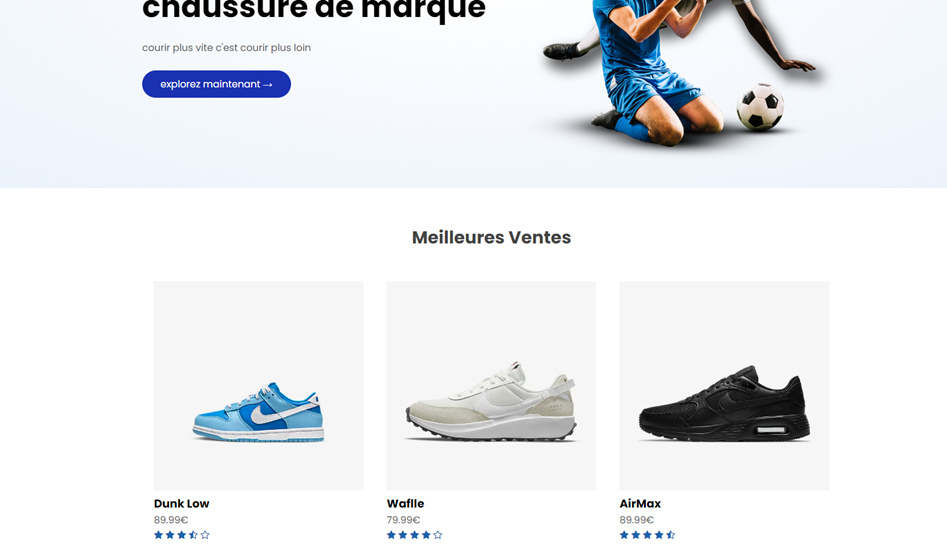 chaussure de marque
courir plus vite c'est courir plus loin
explorez maintenant →
Meilleures Ventes
Dunk Low
Waflle
AirMax
89.99€
79.99€
89.99€